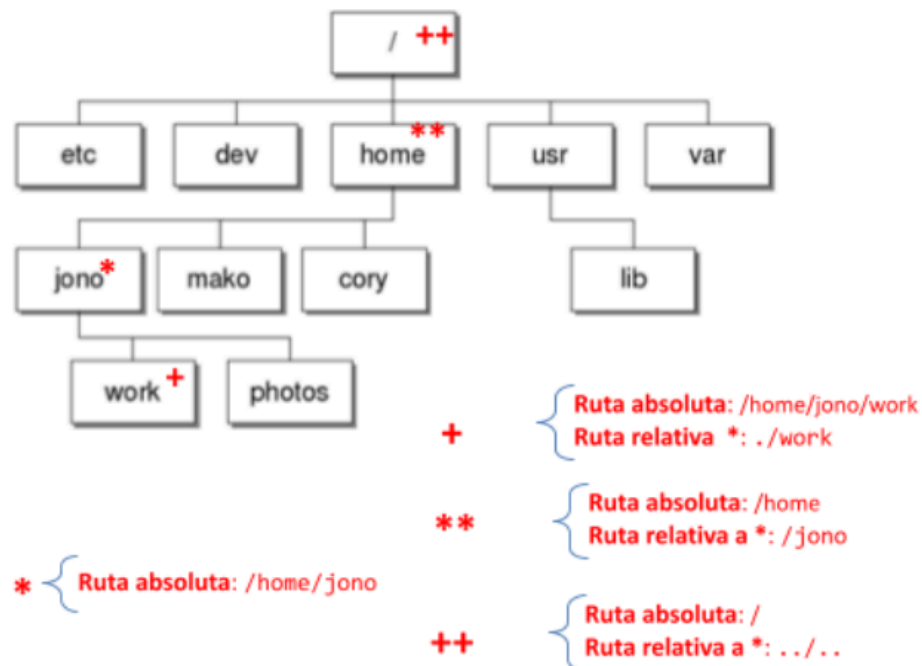 / ++
etc dev home ** usr var
jono * mako cory lib
work + photos
+ Ruta absoluta: /home/jono/work
Ruta relativa *: ./work
** Ruta absoluta: /home
Ruta relativa a *: /jono
* Ruta absoluta: /home/jono
++ Ruta absoluta: /
Ruta relativa a *: ../..